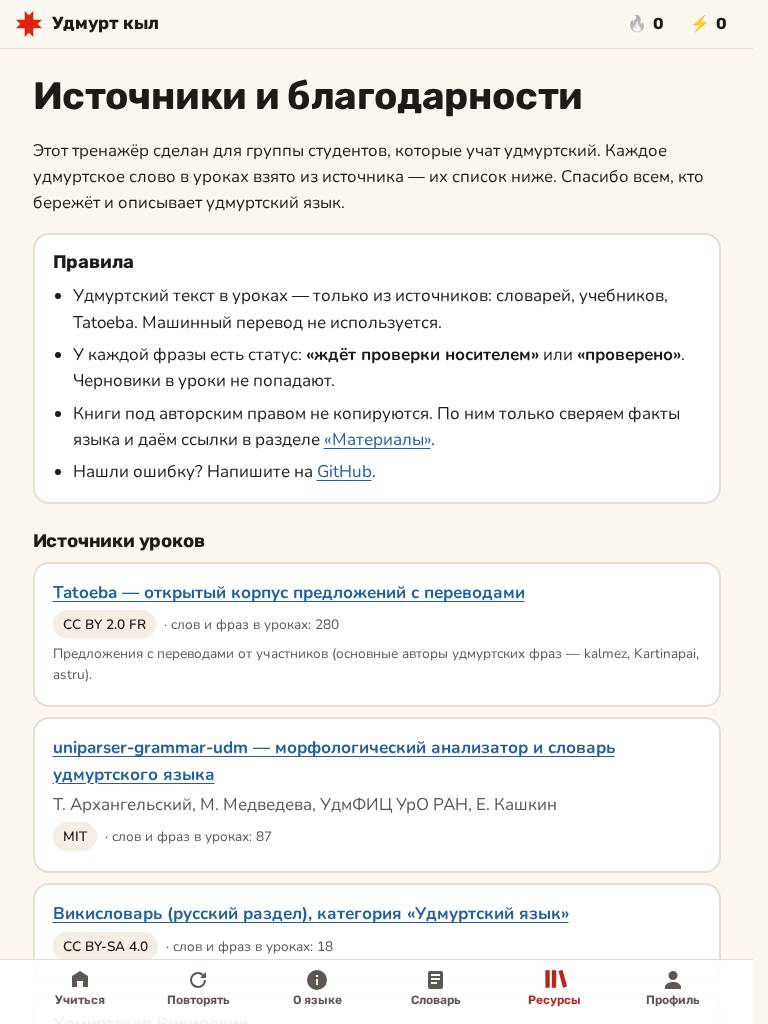 Удмурт кыл
0
0
Источники и благодарности
Этот тренажёр сделан для группы студентов, которые учат удмуртский. Каждое
удмуртское слово в уроках взято из источника — их список ниже. Спасибо всем, кто
бережёт и описывает удмуртский язык.
Правила
• Удмуртский текст в уроках — только из источников: словарей, учебников,
Tatoeba. Машинный перевод не используется.
• У каждой фразы есть статус: «ждёт проверки носителем» или «проверено».
Черновики в уроки не попадают.
• Книги под авторским правом не копируются. По ним только сверяем факты
языка и даём ссылки в разделе «Материалы».
• Нашли ошибку? Напишите на GitHub.
Источники уроков
Tatoeba — открытый корпус предложений с переводами
CC BY 2.0 FR · слов и фраз в уроках: 280
Предложения с переводами от участников (основные авторы удмуртских фраз — kalmez, Kartinapai,
astru).
uniparser-grammar-udm — морфологический анализатор и словарь
удмуртского языка
Т. Архангельский, М. Медведева, УдмФИЦ УрО РАН, Е. Кашкин
MIT · слов и фраз в уроках: 87
Викисловарь (русский раздел), категория «Удмуртский язык»
CC BY-SA 4.0 · слов и фраз в уроках: 18
Учиться
Повторять
О языке
Словарь
Ресурсы
Профиль
Удмуртская Википедия